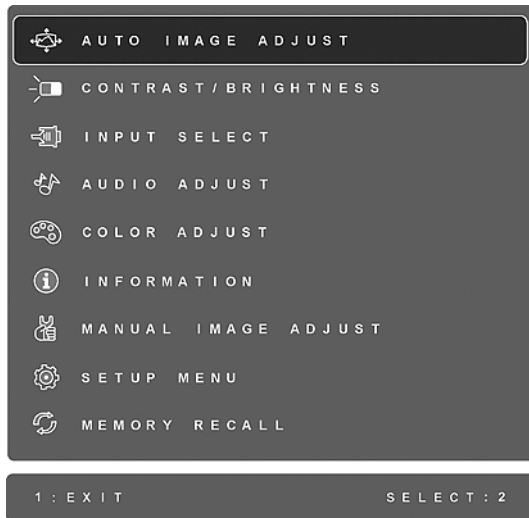 AUTO IMAGE ADJUST
CONTRAST/BRIGHTNESS
INPUT SELECT
AUDIO ADJUST
COLOR ADJUST
INFORMATION
MANUAL IMAGE ADJUST
SETUP MENU
MEMORY RECALL
1:EXIT SELECT:2